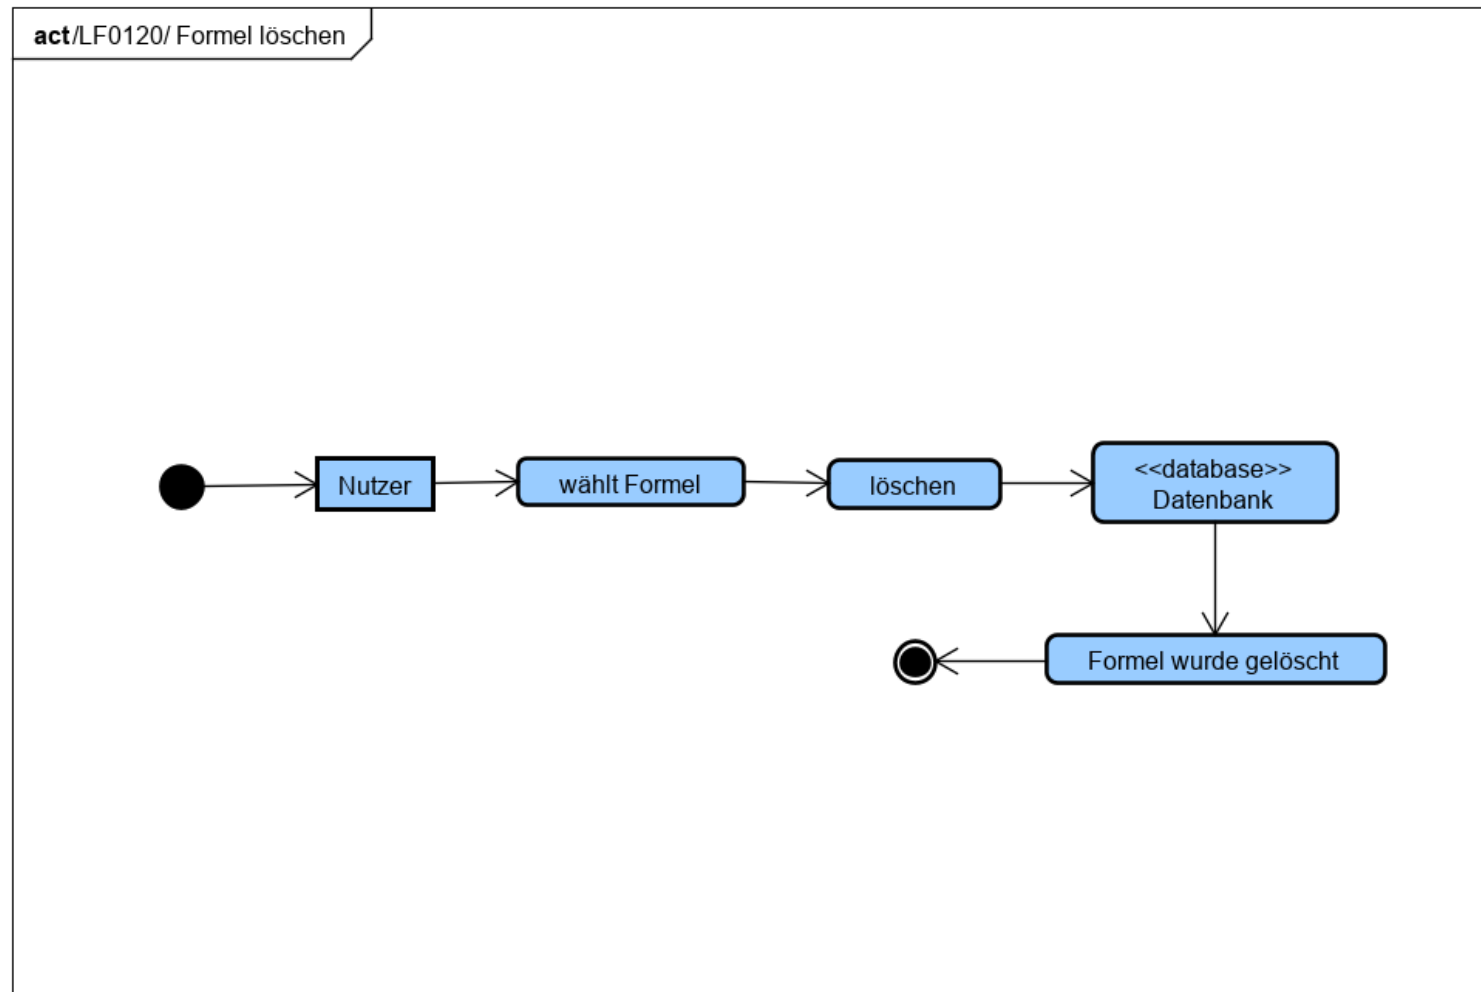 act/LF0120/ Formel löschen
Nutzer
wählt Formel
löschen
<<database>>
Datenbank
Formel wurde gelöscht